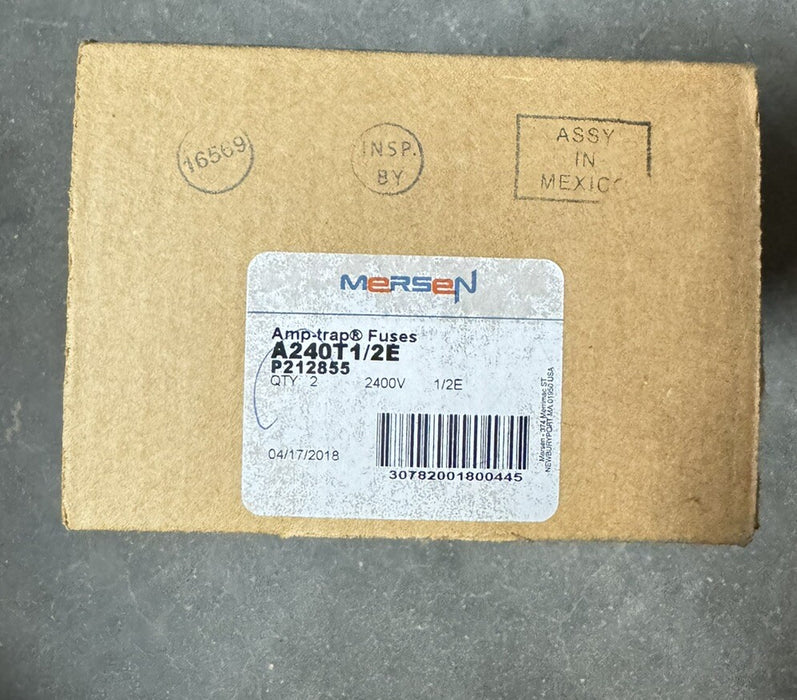 16569
INSP.
BY
ASSY
IN
MEXICO
MERSEN
Amp-trap® Fuses
A240T1/2E
P212855
QTY 2 2400V 1/2E
04/17/2018
30782001800445
Mersen - 374 Merrimac ST
NEWBURYPORT, MA 01950 USA